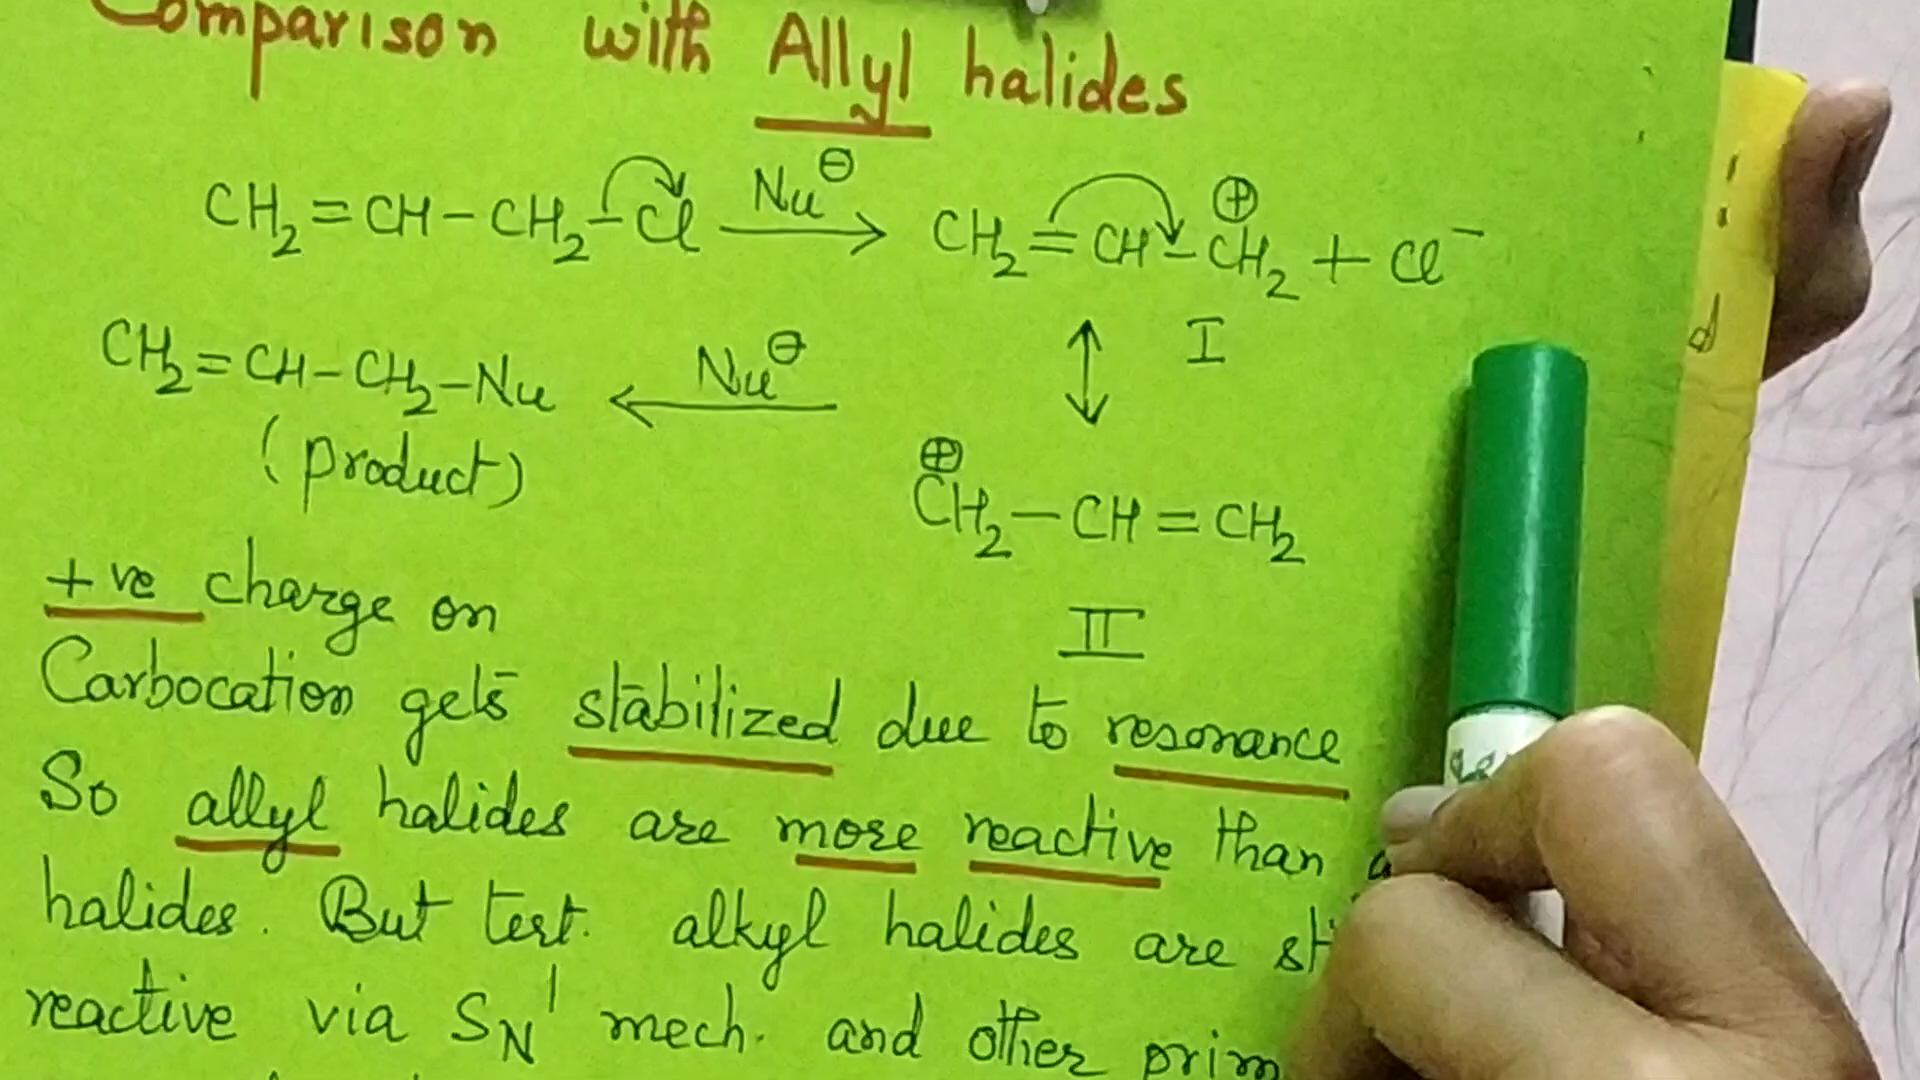 Comparison with Allyl halides
CH₂=CH-CH₂-Cl Nu⊖ → CH₂=CH-CH₂⊕ + Cl⁻
I
CH₂=CH-CH₂-Nu ← Nu⊖
(product)
⊕CH₂-CH=CH₂
II
+ve charge on
Carbocation gets stabilized due to resonance
So allyl halides are more reactive than
halides. But tert. alkyl halides are
reactive via SN1 mech. and other